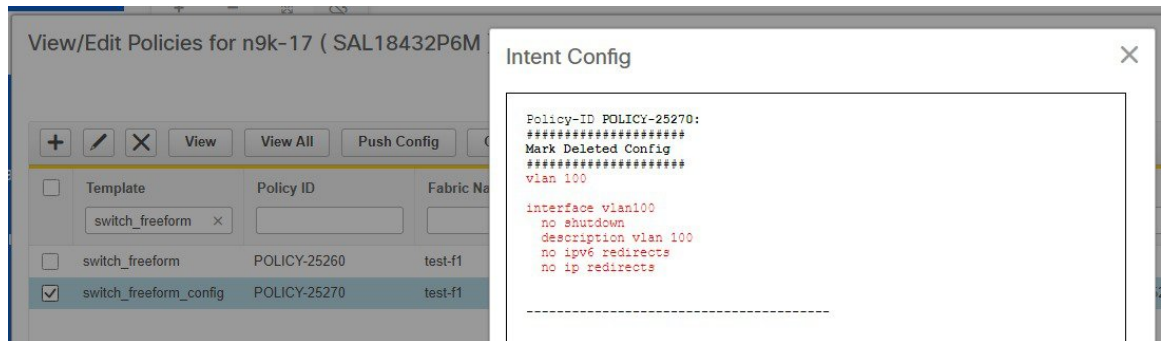 View/Edit Policies for n9k-17 ( SAL18432P6M )
View
View All
Push Config
Template
Policy ID
Fabric Na
switch_freeform ×
switch_freeform
POLICY-25260
test-f1
switch_freeform_config
POLICY-25270
test-f1
Intent Config
Policy-ID POLICY-25270:
#####################
Mark Deleted Config
#####################
vlan 100
interface vlan100
no shutdown
description vlan 100
no ipv6 redirects
no ip redirects
----------------------------------------